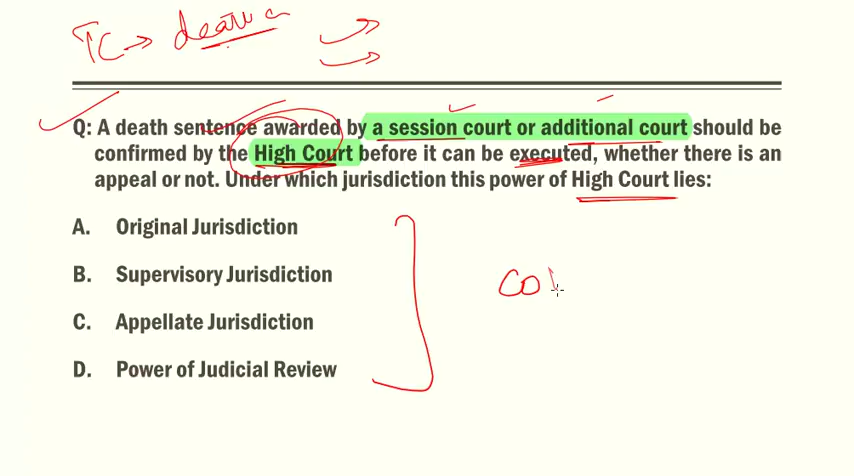 TC → death
Q: A death sentence awarded by a session court or additional court should be
confirmed by the High Court before it can be executed, whether there is an
appeal or not. Under which jurisdiction this power of High Court lies:
A. Original Jurisdiction
B. Supervisory Jurisdiction
co
C. Appellate Jurisdiction
D. Power of Judicial Review